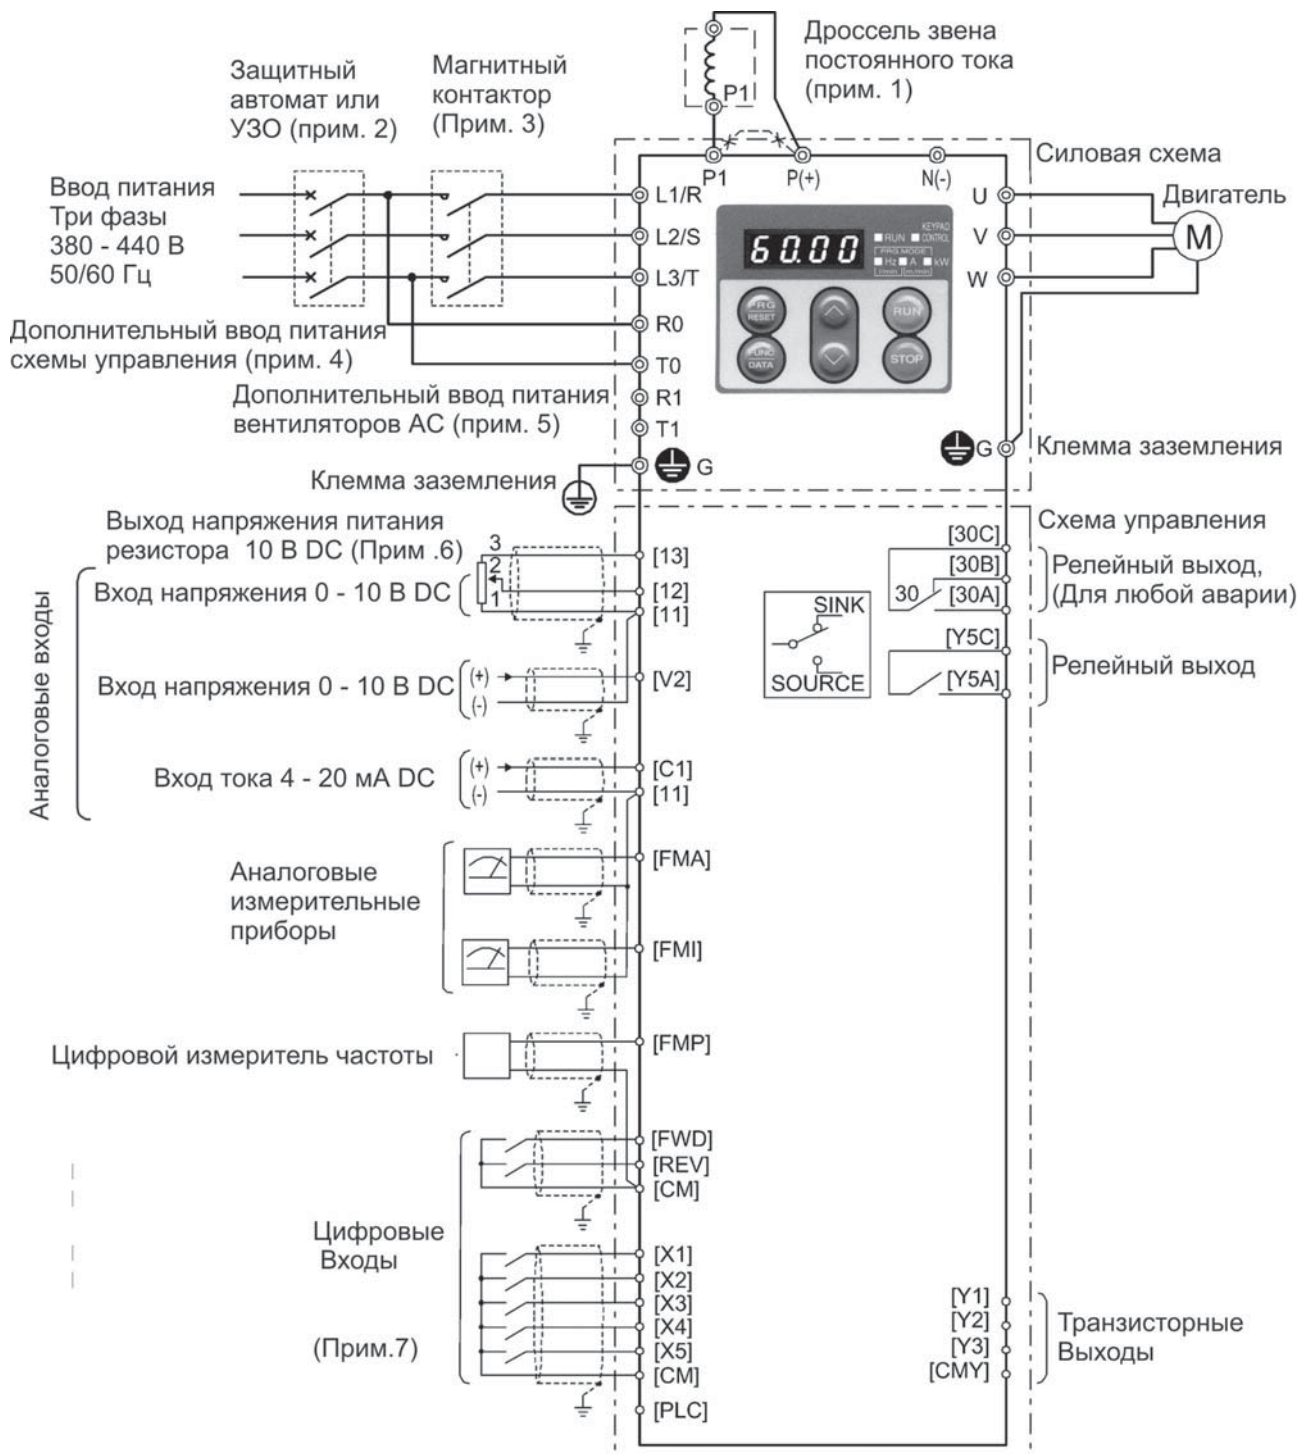 Дроссель звена
постоянного тока
(прим. 1)
P1
Защитный
автомат или
УЗО (прим. 2)
Магнитный
контактор
(Прим. 3)
P1
P(+)
N(-)
Силовая схема
Ввод питания
Три фазы
380 - 440 В
50/60 Гц
L1/R
L2/S
L3/T
R0
T0
R1
T1
G
U
V
W
Двигатель
M
60.00
RUN
KEYPAD
CONTROL
PRG.MODE
Hz A kW
r/min m/min
PRG
RESET
RUN
FUNC
DATA
STOP
Дополнительный ввод питания
схемы управления (прим. 4)
Дополнительный ввод питания
вентиляторов АС (прим. 5)
Клемма заземления
G
Клемма заземления
Выход напряжения питания
резистора 10 В DC (Прим .6)
3
2
1
Вход напряжения 0 - 10 В DC
[13]
[12]
[11]
Аналоговые входы
Вход напряжения 0 - 10 В DC
(+)
(-)
[V2]
Вход тока 4 - 20 мА DC
(+)
(-)
[C1]
[11]
Схема управления
[30C]
[30B]
30
[30A]
Релейный выход,
(Для любой аварии)
[Y5C]
[Y5A]
Релейный выход
SINK
SOURCE
Аналоговые
измерительные
приборы
[FMA]
[FMI]
Цифровой измеритель частоты
[FMP]
Цифровые
Входы
(Прим.7)
[FWD]
[REV]
[CM]
[X1]
[X2]
[X3]
[X4]
[X5]
[CM]
[PLC]
[Y1]
[Y2]
[Y3]
[CMY]
Транзисторные
Выходы